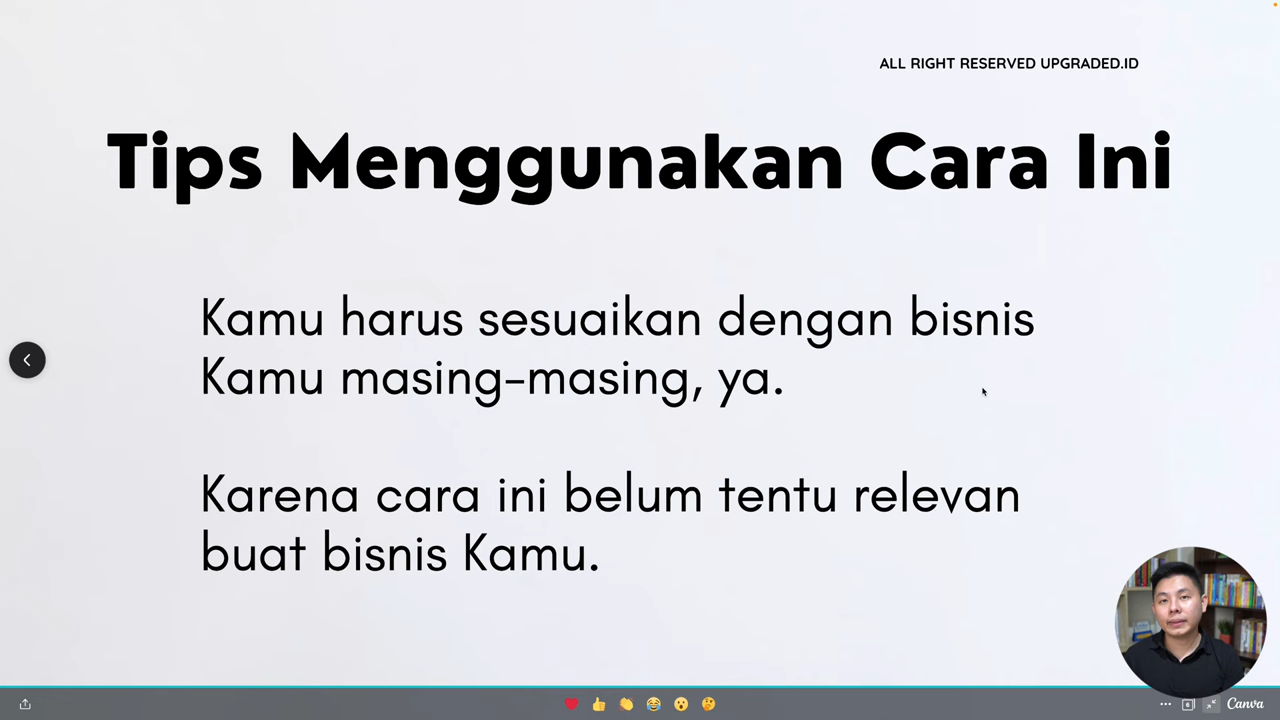 ALL RIGHT RESERVED UPGRADED.ID
Tips Menggunakan Cara Ini
Kamu harus sesuaikan dengan bisnis
Kamu masing-masing, ya.
Karena cara ini belum tentu relevan
buat bisnis Kamu.
Canva